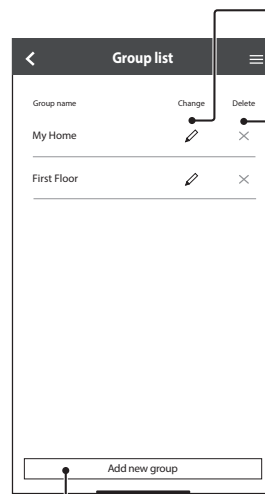 Group list
Group name Change Delete
My Home
First Floor
Add new group